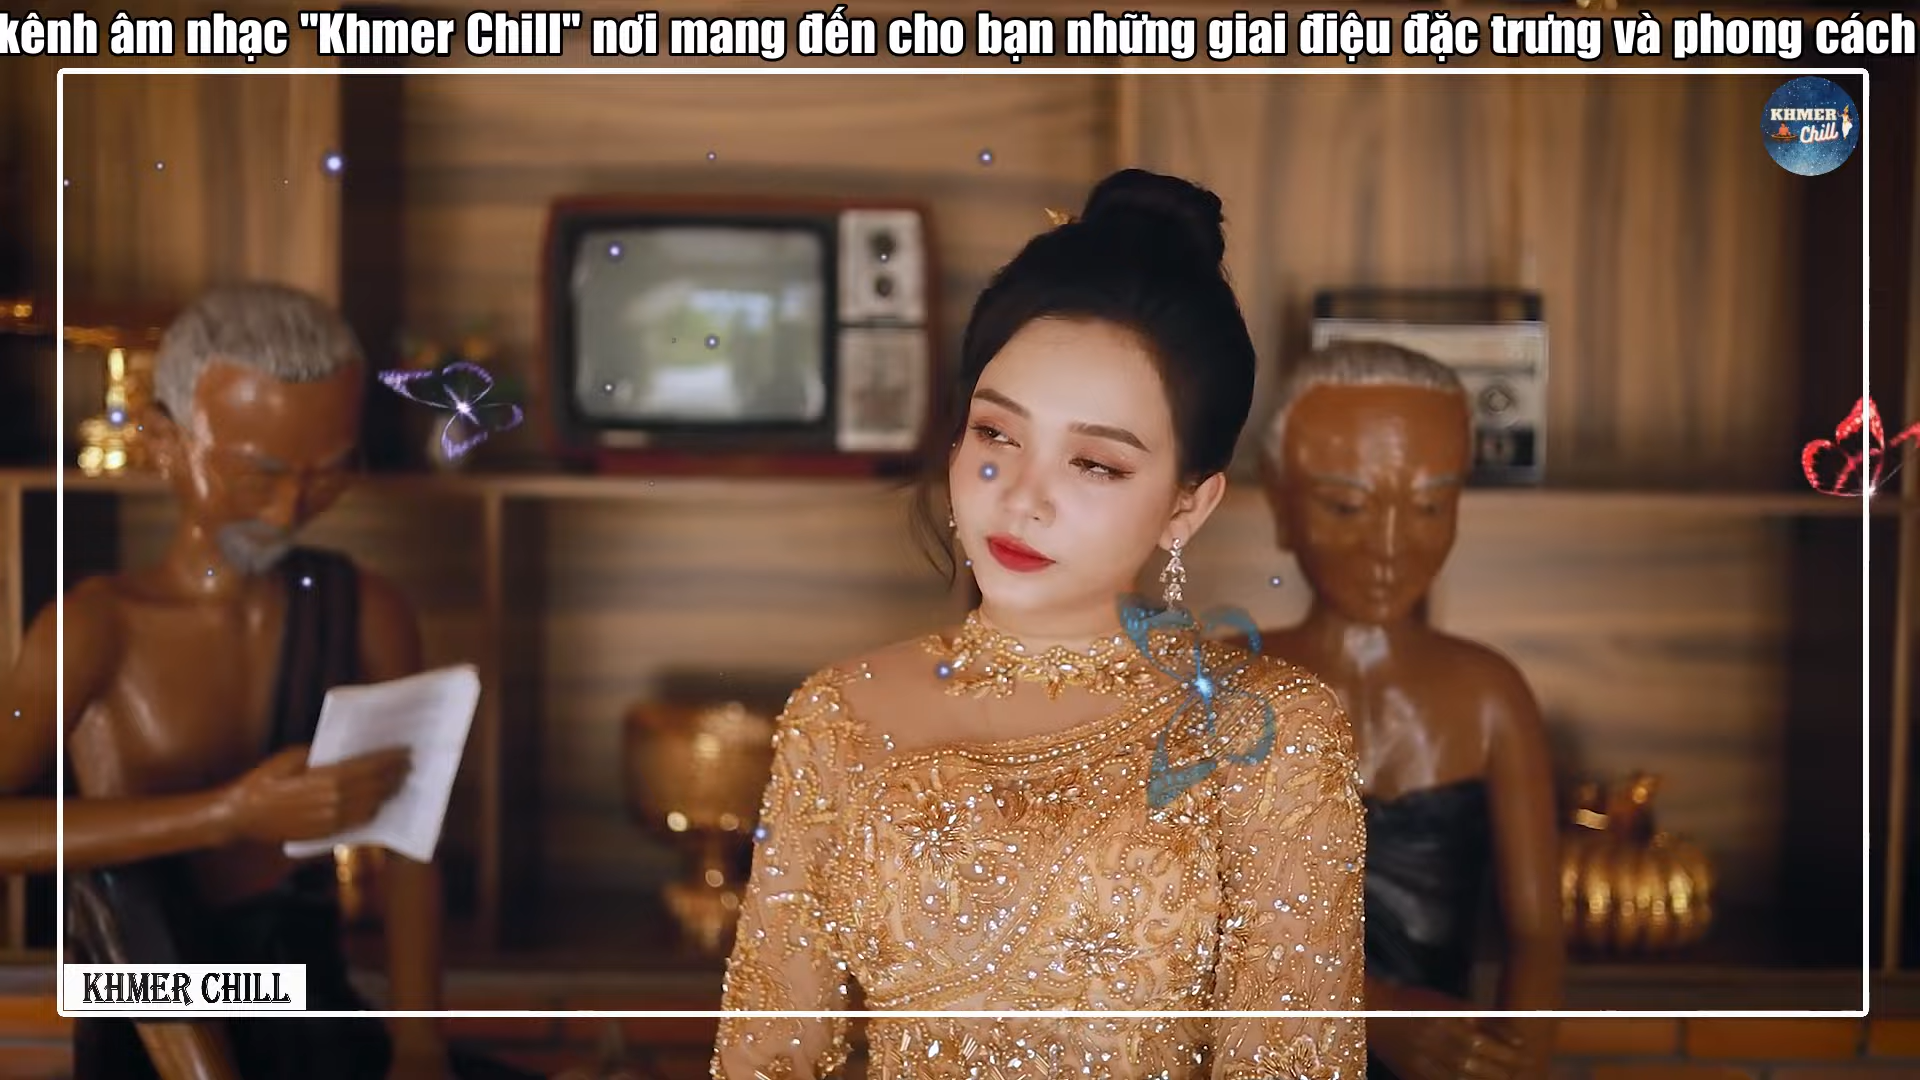 kênh âm nhạc "Khmer Chill" nơi mang đến cho bạn những giai điệu đặc trưng và phong cách
KHMER
Chill
KHMER CHILL